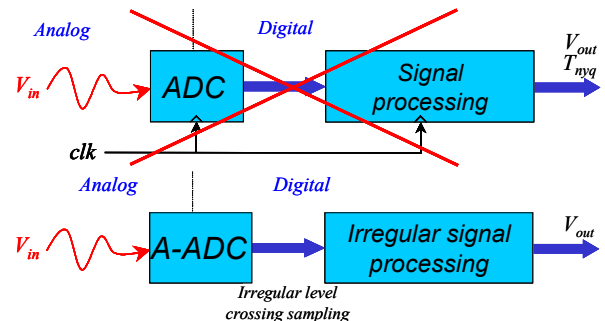 Analog
Digital
V_in
ADC
Signal
processing
V_out
T_nyq
clk
Analog
Digital
V_in
A-ADC
Irregular signal
processing
V_out
Irregular level
crossing sampling